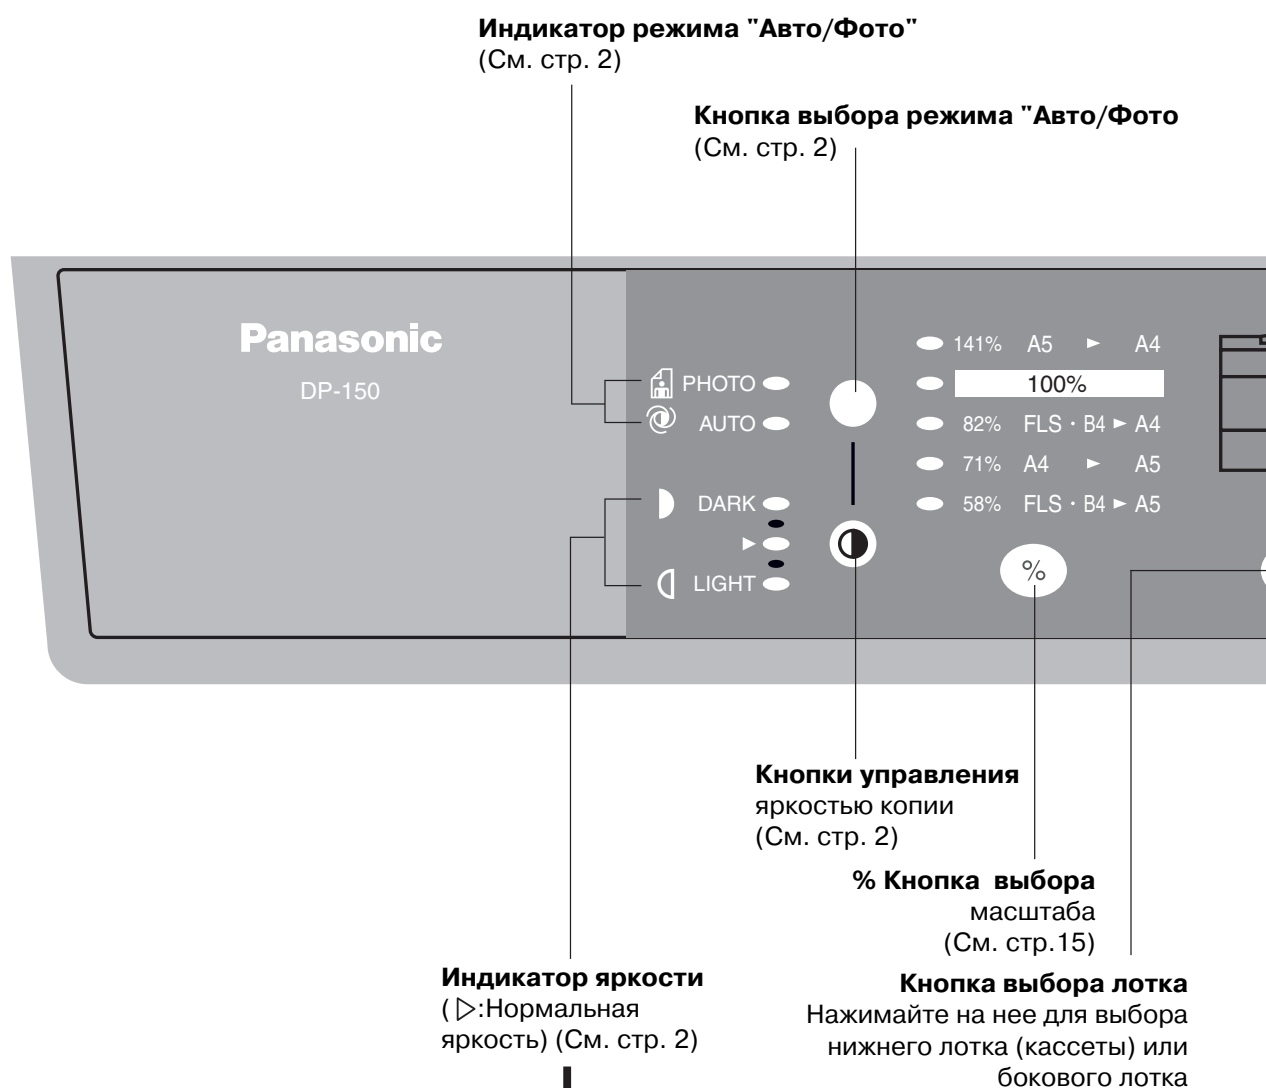 Индикатор режима "Авто/Фото"
(См. стр. 2)
Кнопка выбора режима "Авто/Фото
(См. стр. 2)
Panasonic
DP-150
PHOTO
AUTO
DARK
LIGHT
141% A5 ► A4
100%
82% FLS · B4 ► A4
71% A4 ► A5
58% FLS · B4 ► A5
%
Кнопки управления
яркостью копии
(См. стр. 2)
% Кнопка выбора
масштаба
(См. стр.15)
Индикатор яркости
( ▷:Нормальная
яркость) (См. стр. 2)
Кнопка выбора лотка
Нажимайте на нее для выбора
нижнего лотка (кассеты) или
бокового лотка